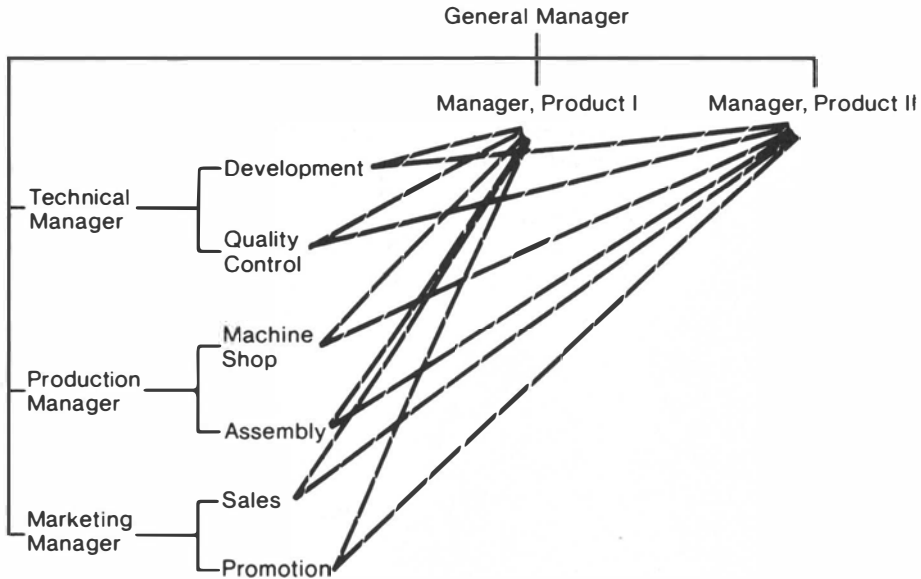 General Manager
Manager, Product I
Manager, Product II
Development
Technical
Manager
Quality
Control
Machine
Shop
Production
Manager
Assembly
Sales
Marketing
Manager
Promotion